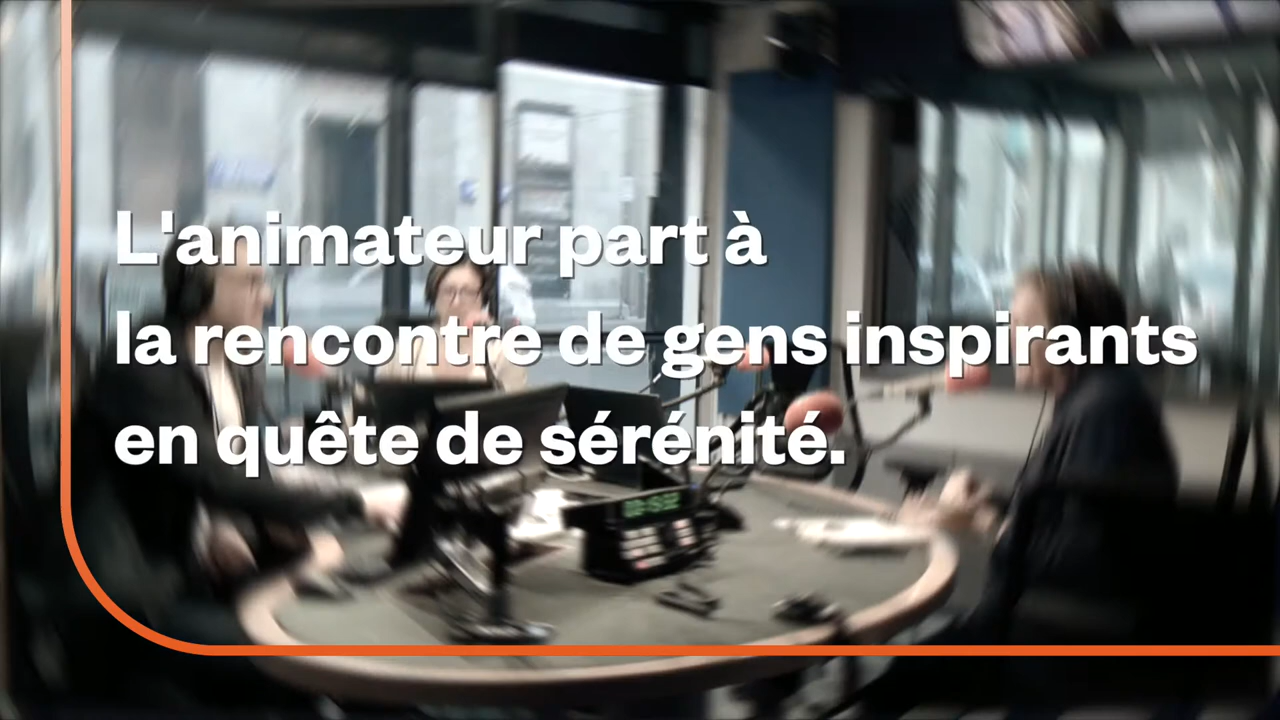 L'animateur part à
la rencontre de gens inspirants
en quête de sérénité.